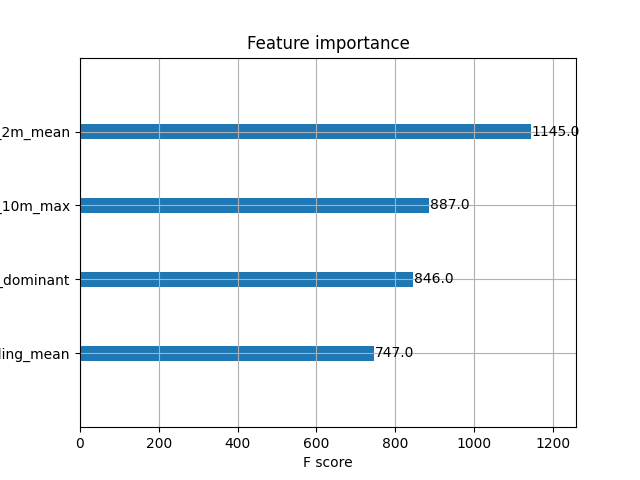 Feature importance
_2m_mean
1145.0
_10m_max
887.0
_dominant
846.0
ling_mean
747.0
0 200 400 600 800 1000 1200
F score